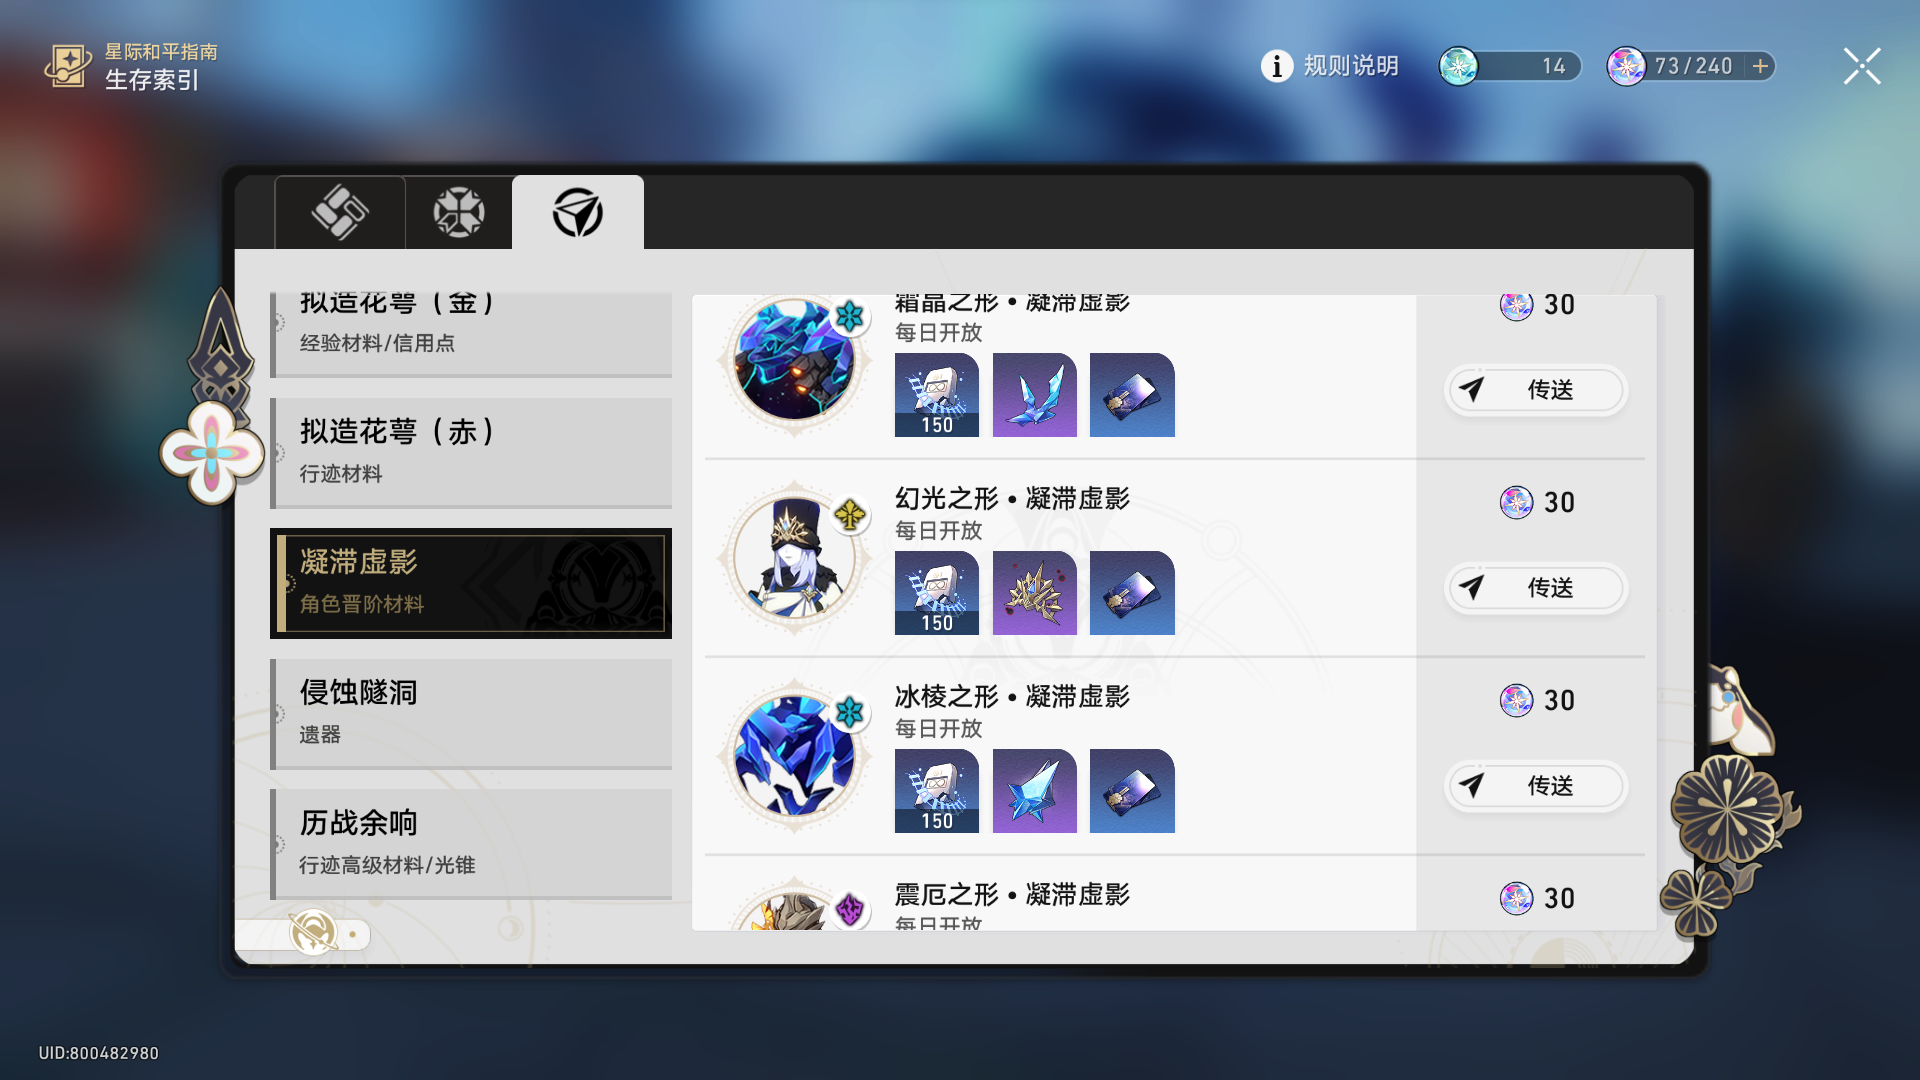 星际和平指南
生存索引
规则说明
14
73/240
拟造花萼（金）
经验材料/信用点
拟造花萼（赤）
行迹材料
凝滞虚影
角色晋阶材料
侵蚀隧洞
遗器
历战余响
行迹高级材料/光锥
霜晶之形•凝滞虚影
每日开放
150
30
传送
幻光之形•凝滞虚影
每日开放
150
30
传送
冰棱之形•凝滞虚影
每日开放
150
30
传送
震厄之形•凝滞虚影
每日开放
30
UID:800482980